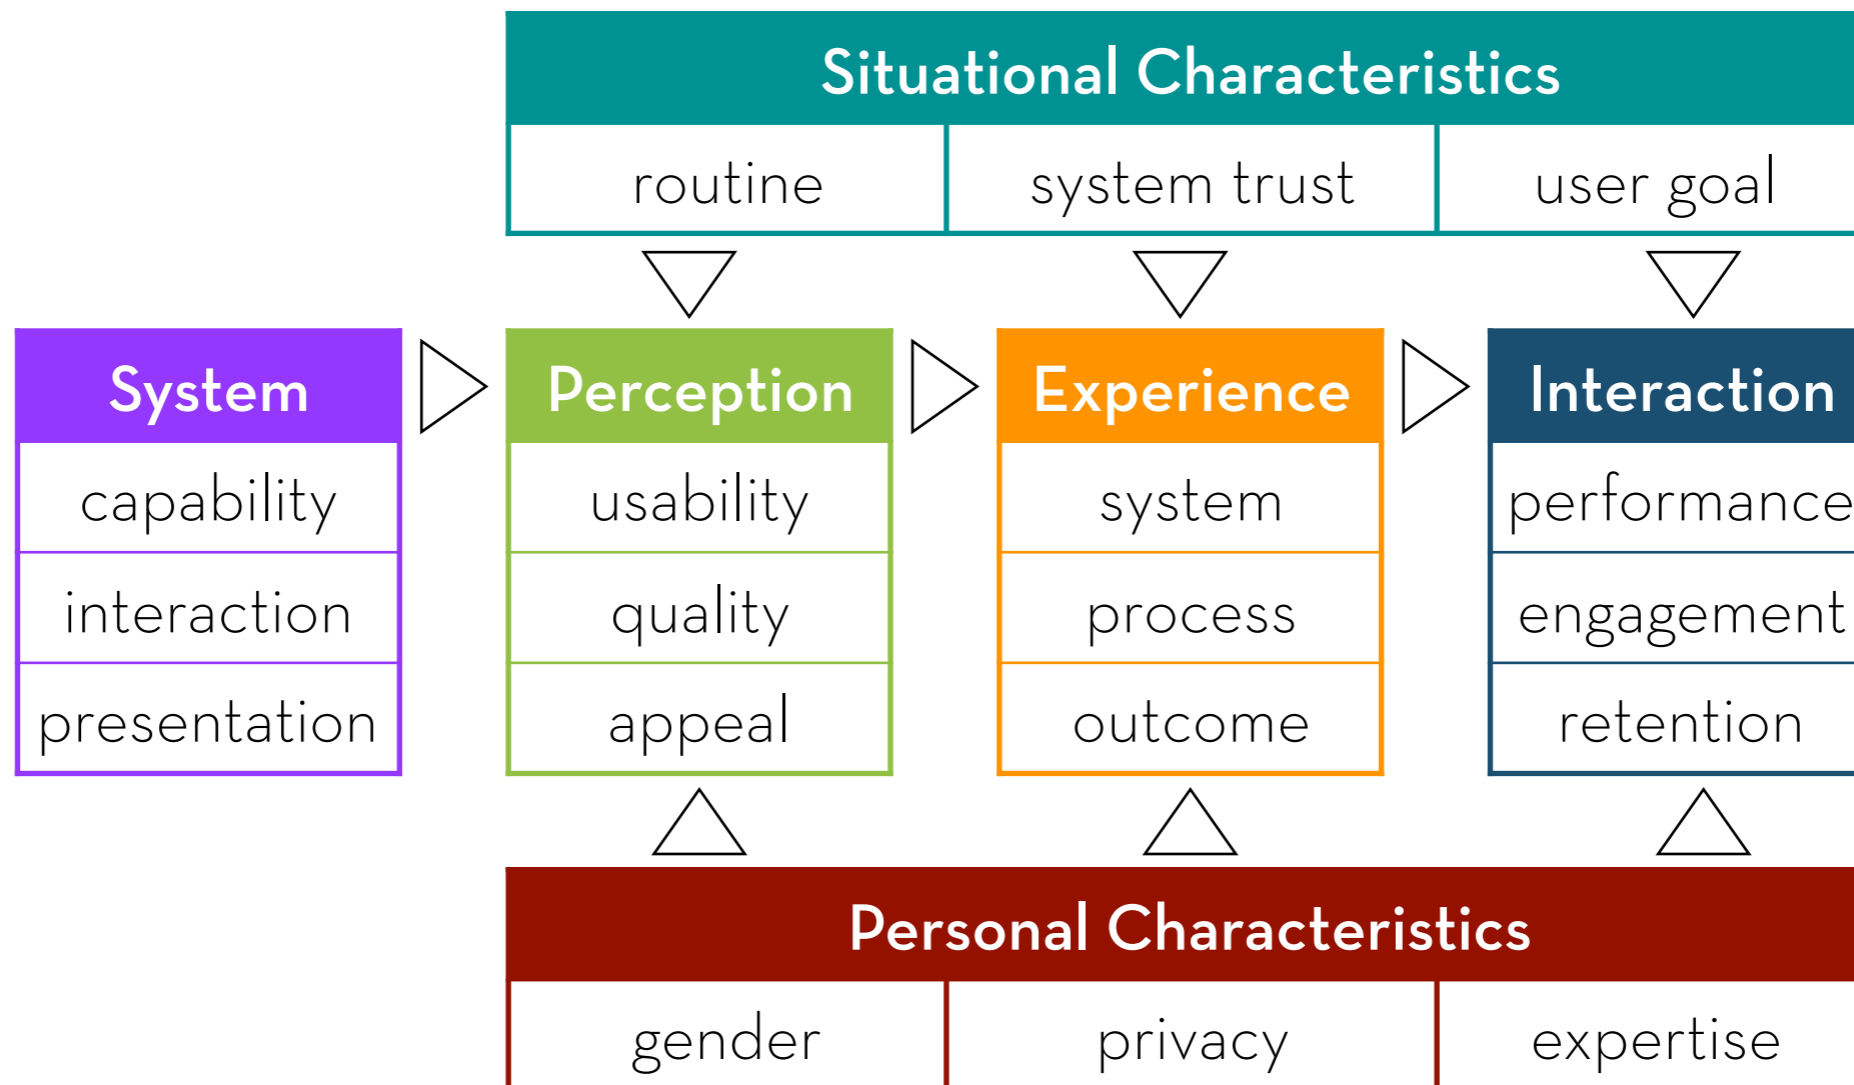 Situational Characteristics
routine system trust user goal
System Perception Experience Interaction
capability usability system performance
interaction quality process engagement
presentation appeal outcome retention
Personal Characteristics
gender privacy expertise